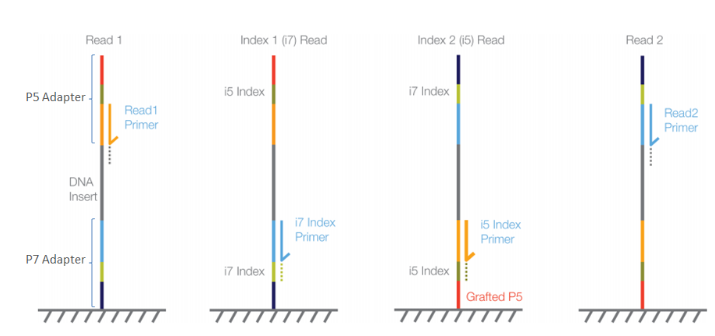 Read 1
Index 1 (i7) Read
Index 2 (i5) Read
Read 2
P5 Adapter
Read1
Primer
DNA
Insert
P7 Adapter
i5 Index
i7 Index
Primer
i7 Index
i7 Index
i5 Index
Primer
i5 Index
Grafted P5
Read2
Primer